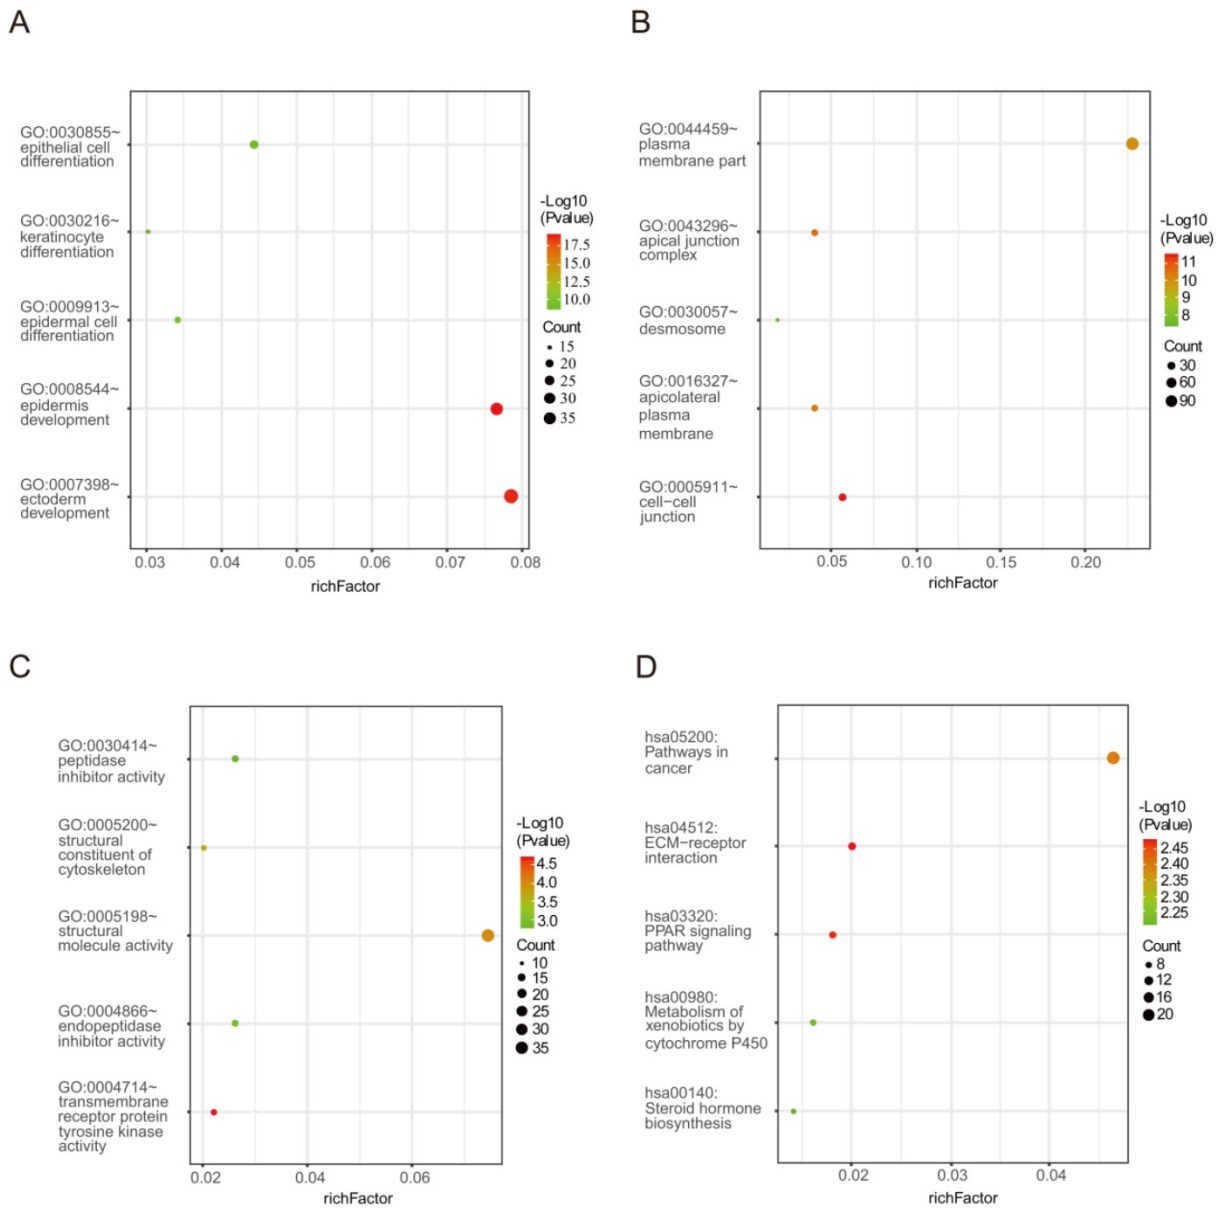 A
GO:0030855~
epithelial cell
differentiation
GO:0030216~
keratinocyte
differentiation
GO:0009913~
epidermal cell
differentiation
GO:0008544~
epidermis
development
GO:0007398~
ectoderm
development
0.03 0.04 0.05 0.06 0.07 0.08
richFactor
-Log10
(Pvalue)
17.5
15.0
12.5
10.0
Count
15
20
25
30
35
B
GO:0044459~
plasma
membrane part
GO:0043296~
apical junction
complex
GO:0030057~
desmosome
GO:0016327~
apicolateral
plasma
membrane
GO:0005911~
cell−cell
junction
0.05 0.10 0.15 0.20
richFactor
-Log10
(Pvalue)
11
10
9
8
Count
30
60
90
C
GO:0030414~
peptidase
inhibitor activity
GO:0005200~
structural
constituent of
cytoskeleton
GO:0005198~
structural
molecule activity
GO:0004866~
endopeptidase
inhibitor activity
GO:0004714~
transmembrane
receptor protein
tyrosine kinase
activity
0.02 0.04 0.06
richFactor
-Log10
(Pvalue)
4.5
4.0
3.5
3.0
Count
10
15
20
25
30
35
D
hsa05200:
Pathways in
cancer
hsa04512:
ECM−receptor
interaction
hsa03320:
PPAR signaling
pathway
hsa00980:
Metabolism of
xenobiotics by
cytochrome P450
hsa00140:
Steroid hormone
biosynthesis
0.02 0.03 0.04
richFactor
-Log10
(Pvalue)
2.45
2.40
2.35
2.30
2.25
Count
8
12
16
20